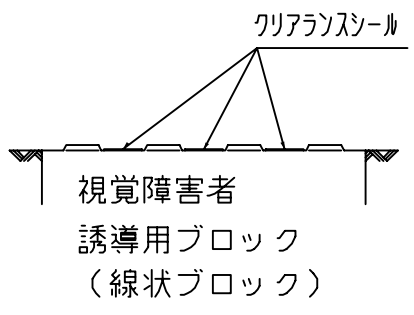 クリアランスシール
視覚障害者
誘導用ブロック
（線状ブロック）